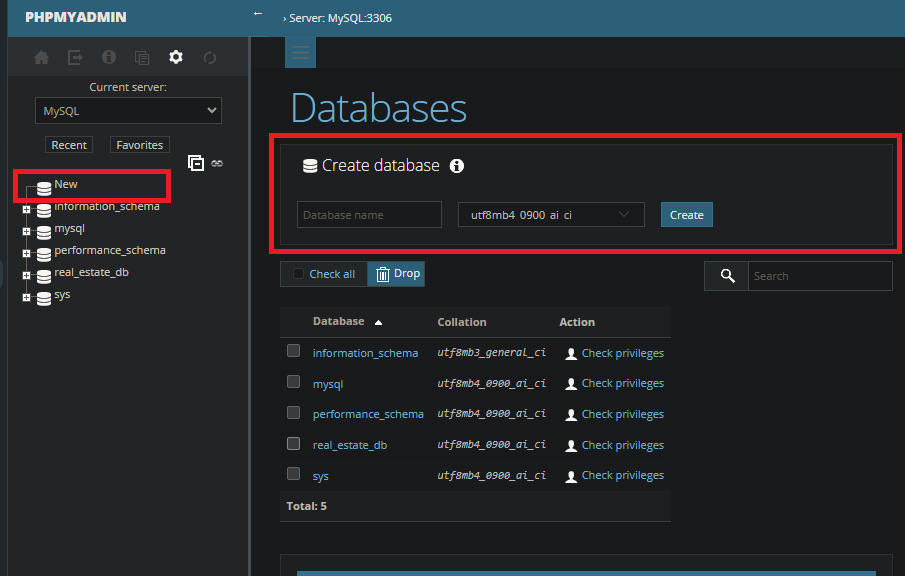 PHPMYADMIN
← › Server: MySQL:3306
Current server:
MySQL
Recent Favorites
New
information_schema
mysql
performance_schema
real_estate_db
sys
Databases
Create database
Database name utf8mb4_0900_ai_ci Create
Check all Drop Search
Database Collation Action
information_schema utf8mb3_general_ci Check privileges
mysql utf8mb4_0900_ai_ci Check privileges
performance_schema utf8mb4_0900_ai_ci Check privileges
real_estate_db utf8mb4_0900_ai_ci Check privileges
sys utf8mb4_0900_ai_ci Check privileges
Total: 5